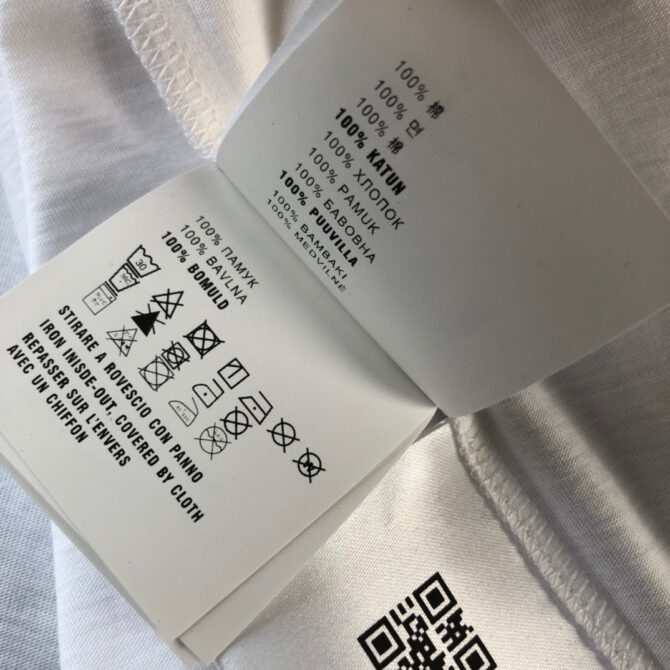 100% 棉
100% 면
100% 棉
100% KATUN
100% ХЛОПОК
100% PAMUK
100% БАВОВНА
100% PUUVILLA
100% BAMBAKI
100% MEDVILNĖ
100% ПАМУК
100% BAVLNA
100% BOMULD
30
STIRARE A ROVESCIO CON PANNO
IRON INISDE-OUT, COVERED BY CLOTH
REPASSER SUR L'ENVERS
AVEC UN CHIFFON